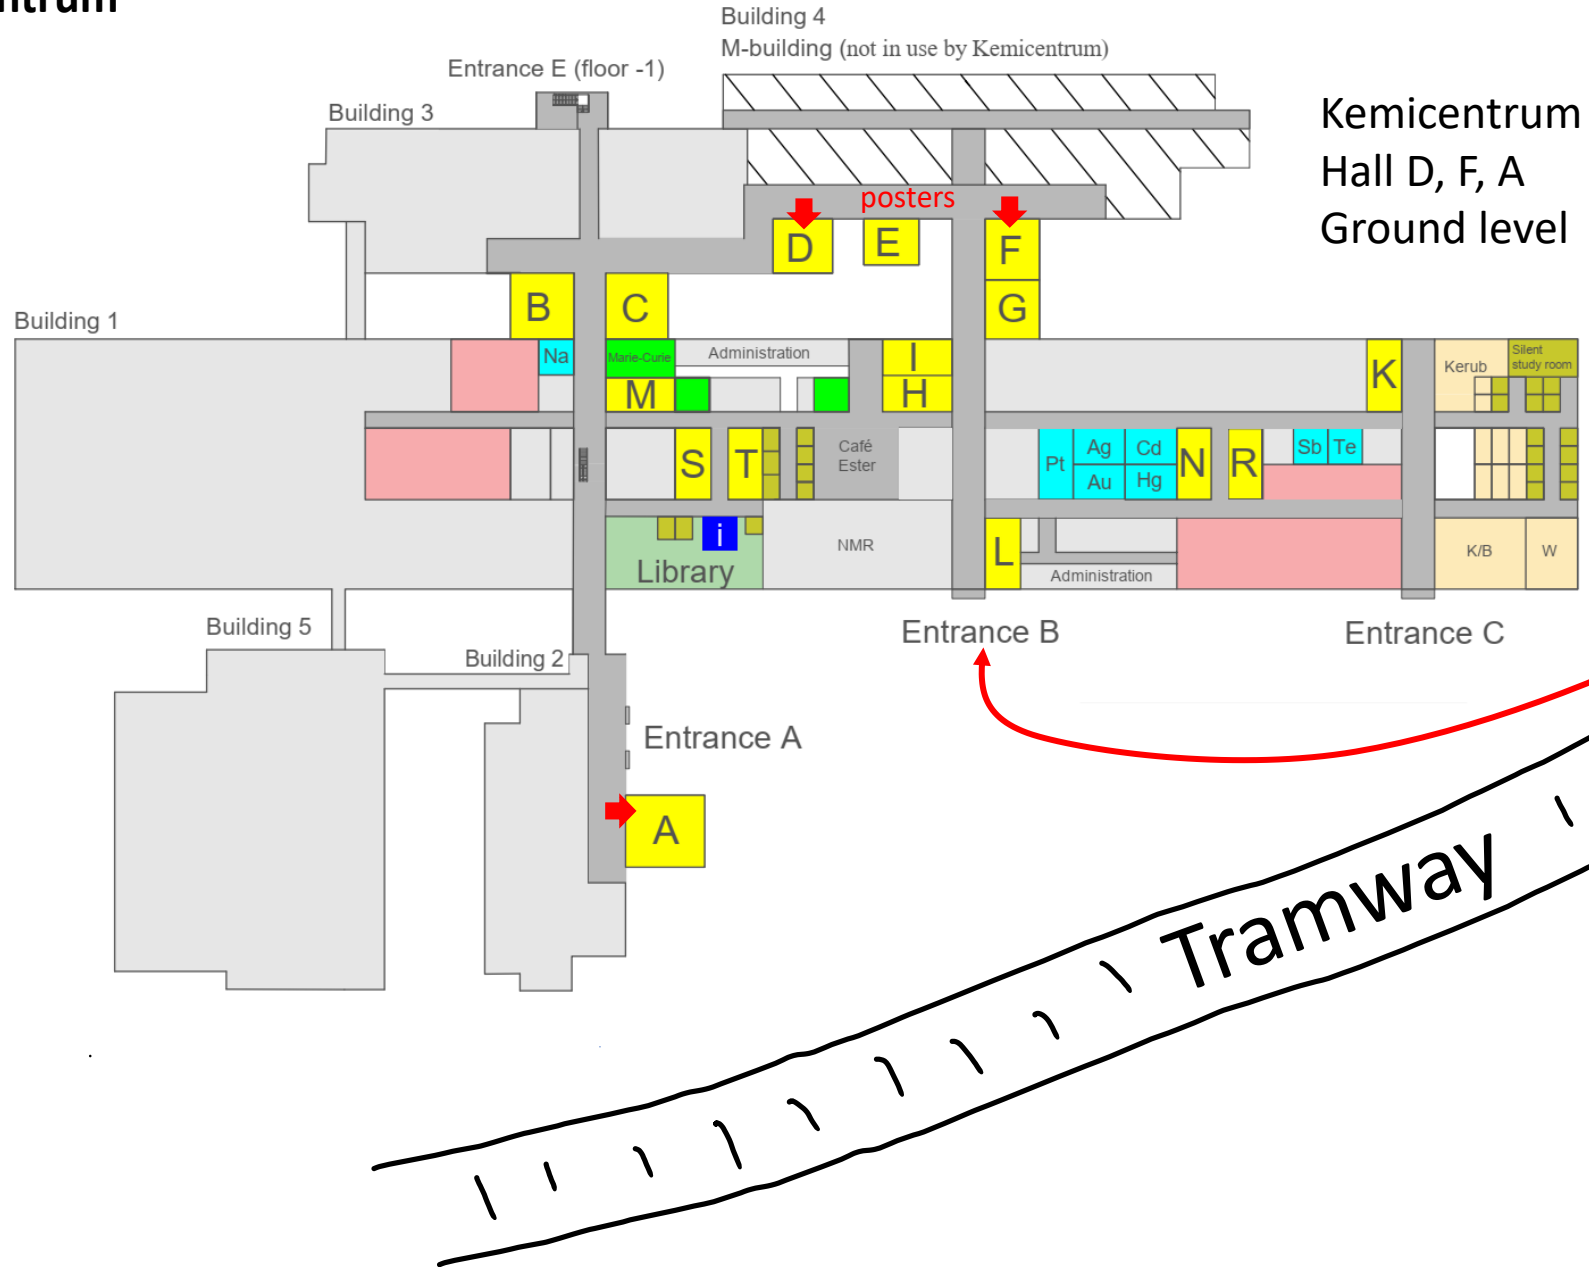 Building 4
M-building (not in use by Kemicentrum)
Entrance E (floor -1)
Building 3
Kemicentrum
Hall D, F, A
Ground level
posters
D
E
F
B
C
G
Building 1
Na
Marie-Curie
Administration
I
K
Kerub
Silent
study room
M
H
S
T
Café
Ester
Pt
Ag
Cd
N
R
Sb
Te
Au
Hg
i
Library
NMR
L
Administration
K/B
W
Building 5
Entrance B
Entrance C
Building 2
Entrance A
A
Tramway